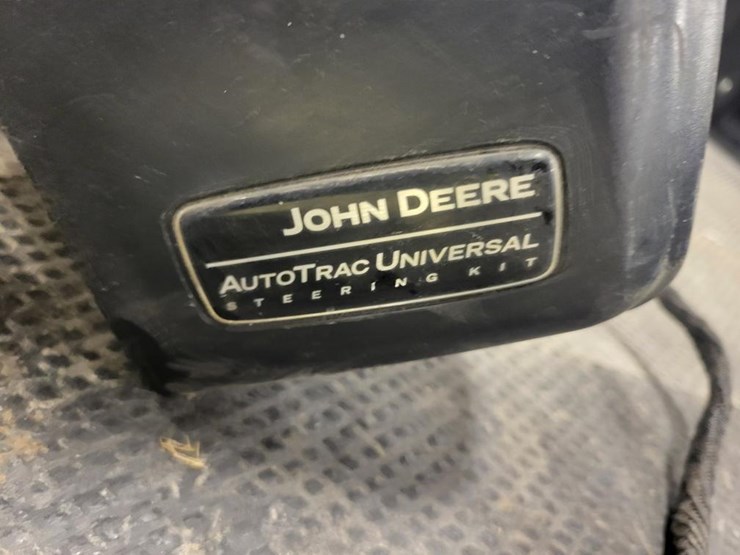 JOHN DEERE
AUTOTRAC UNIVERSAL
STEERING KIT